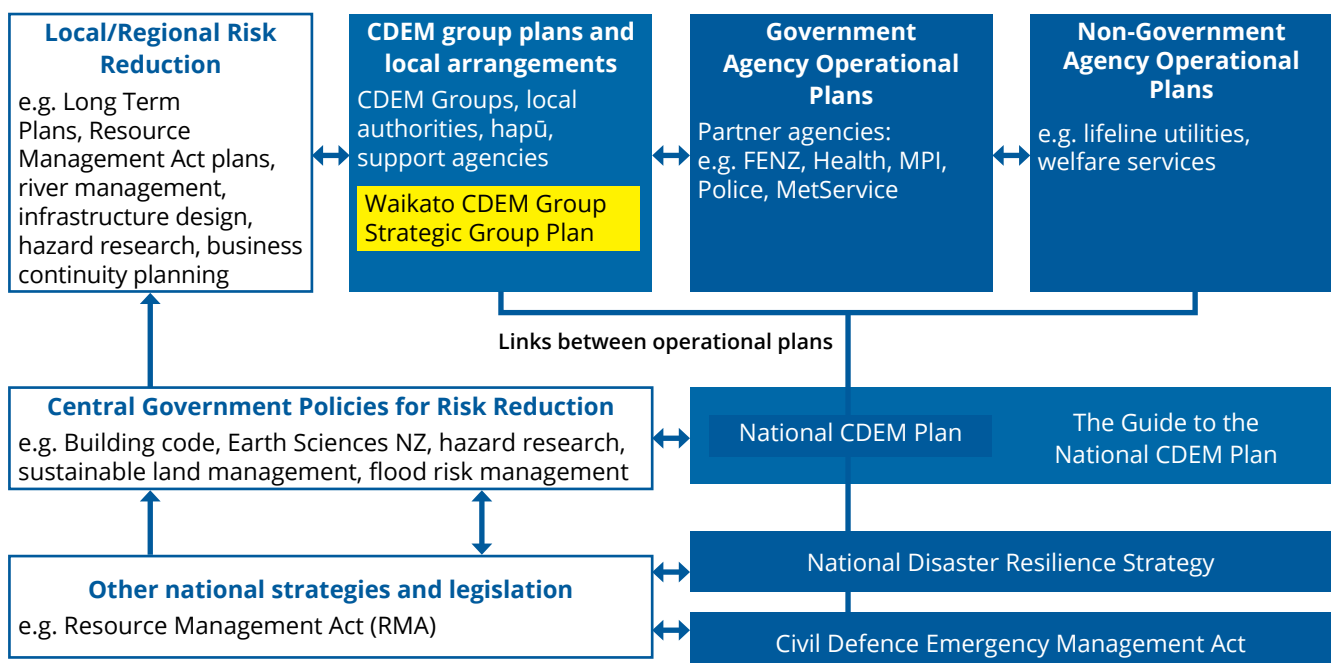 Local/Regional Risk
Reduction
e.g. Long Term
Plans, Resource
Management Act plans,
river management,
infrastructure design,
hazard research, business
continuity planning
CDEM group plans and
local arrangements
CDEM Groups, local
authorities, hapū,
support agencies
Waikato CDEM Group
Strategic Group Plan
Government
Agency Operational
Plans
Partner agencies:
e.g. FENZ, Health, MPI,
Police, MetService
Non-Government
Agency Operational
Plans
e.g. lifeline utilities,
welfare services
Links between operational plans
Central Government Policies for Risk Reduction
e.g. Building code, Earth Sciences NZ, hazard research,
sustainable land management, flood risk management
National CDEM Plan
The Guide to the
National CDEM Plan
Other national strategies and legislation
e.g. Resource Management Act (RMA)
National Disaster Resilience Strategy
Civil Defence Emergency Management Act